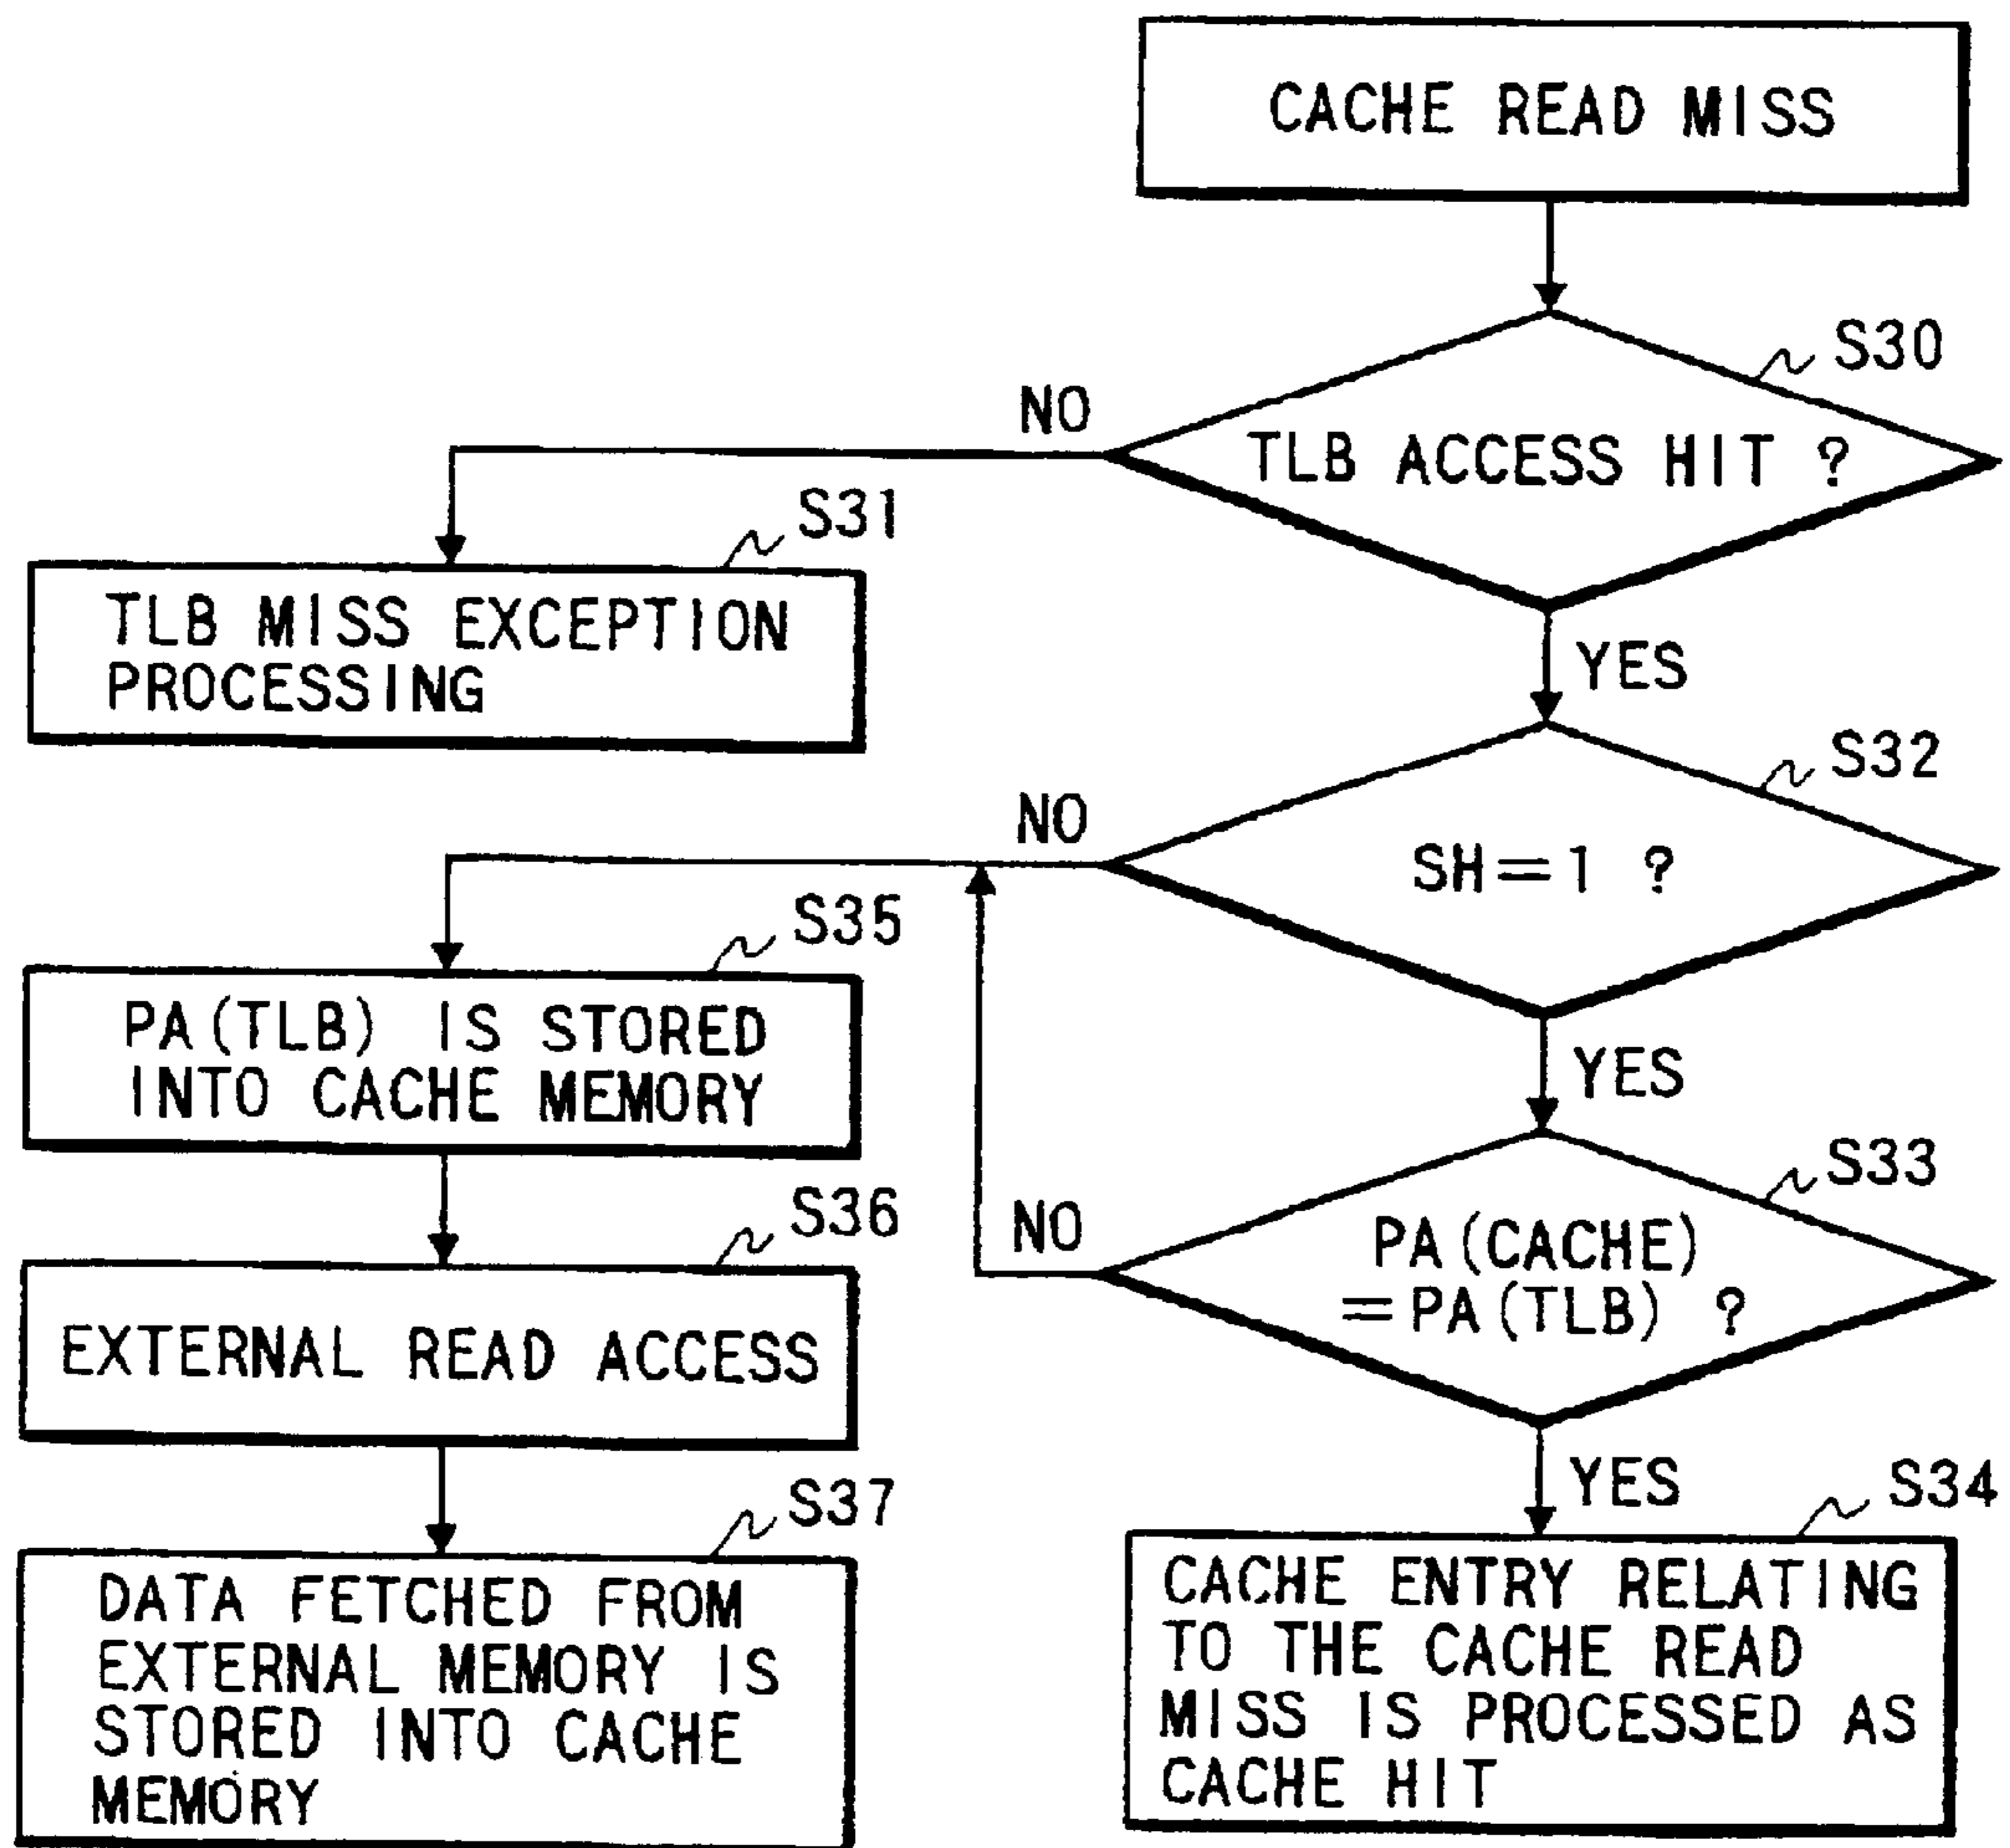 CACHE READ MISS
S30
NO
TLB ACCESS HIT ?
S31
TLB MISS EXCEPTION
PROCESSING
YES
S32
NO
SH=1 ?
S35
PA(TLB) IS STORED
INTO CACHE MEMORY
YES
S33
S36
NO
PA(CACHE)
=PA(TLB) ?
EXTERNAL READ ACCESS
YES
S34
S37
DATA FETCHED FROM
EXTERNAL MEMORY IS
STORED INTO CACHE
MEMORY
CACHE ENTRY RELATING
TO THE CACHE READ
MISS IS PROCESSED AS
CACHE HIT